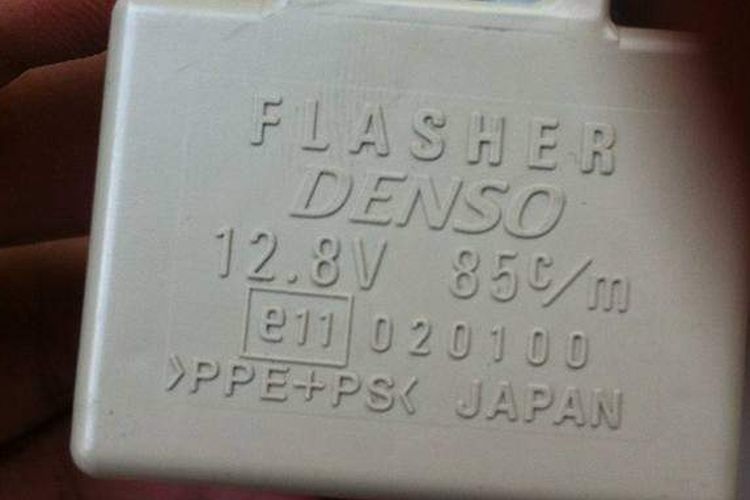 FLASHER
DENSO
12.8V 85c/m
e11 020100
>PPE+PS< JAPAN